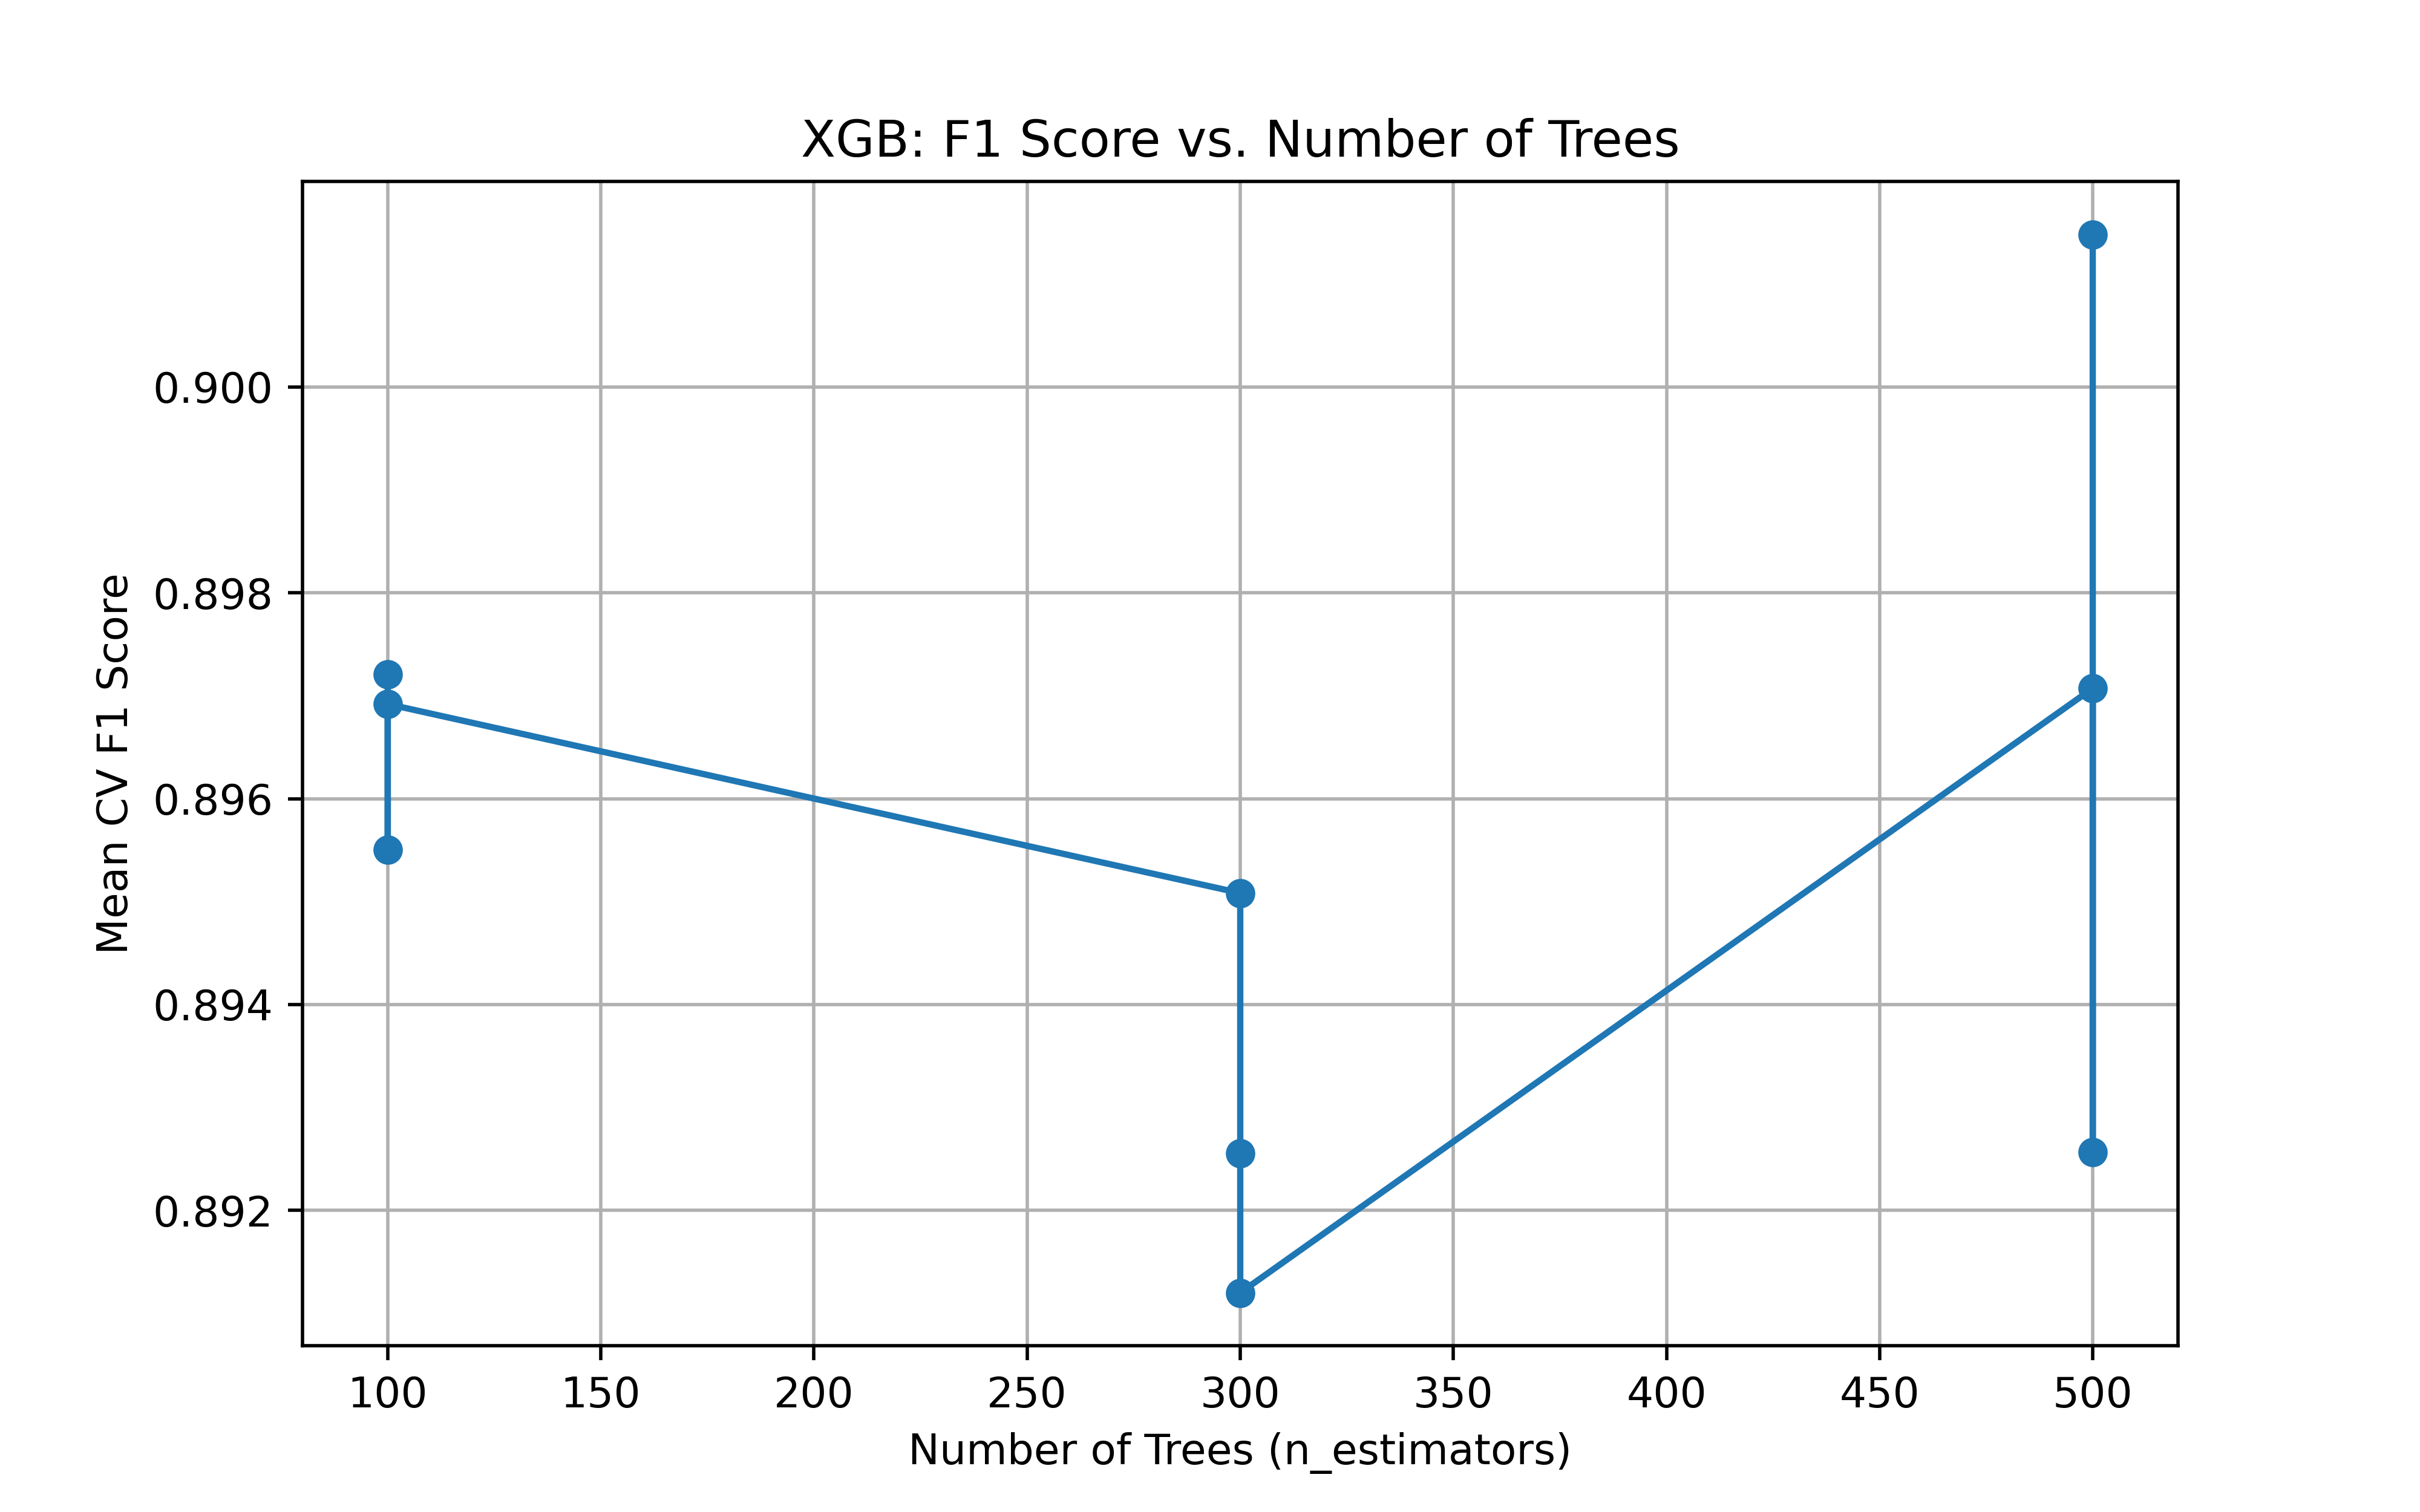 XGB: F1 Score vs. Number of Trees
Mean CV F1 Score
0.900
0.898
0.896
0.894
0.892
100 150 200 250 300 350 400 450 500
Number of Trees (n_estimators)